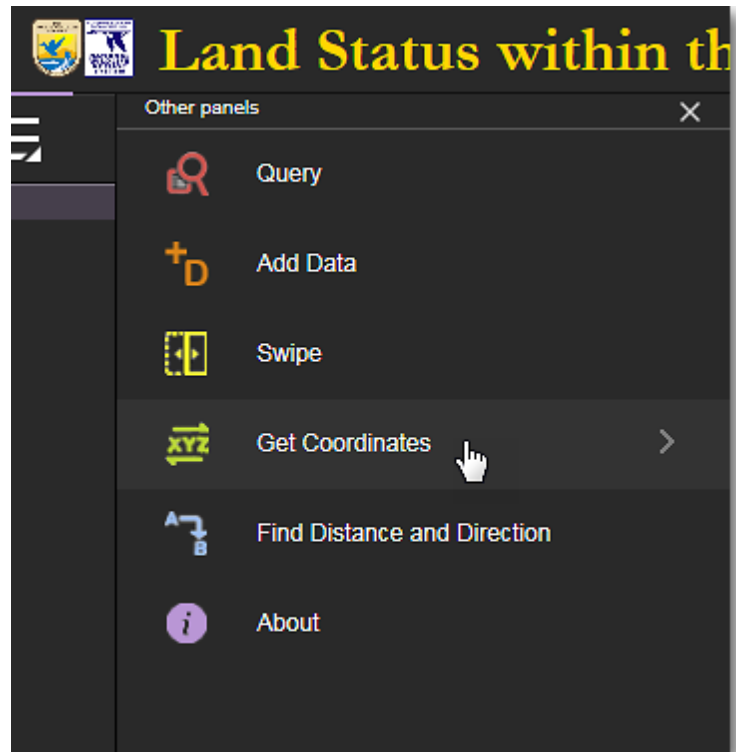 Land Status within th
Other panels
Query
+D
Add Data
Swipe
XYZ
Get Coordinates
A
B
Find Distance and Direction
i
About